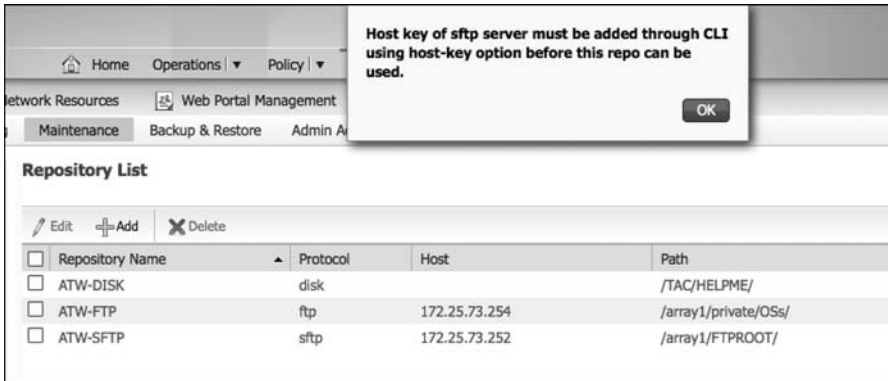 Host key of sftp server must be added through CLI
using host-key option before this repo can be
used.
OK
Home Operations Policy
Network Resources Web Portal Management
Maintenance Backup & Restore Admin
Repository List
Edit Add Delete
Repository Name Protocol Host Path
ATW-DISK disk /TAC/HELPME/
ATW-FTP ftp 172.25.73.254 /array1/private/OSs/
ATW-SFTP sftp 172.25.73.252 /array1/FTPROOT/